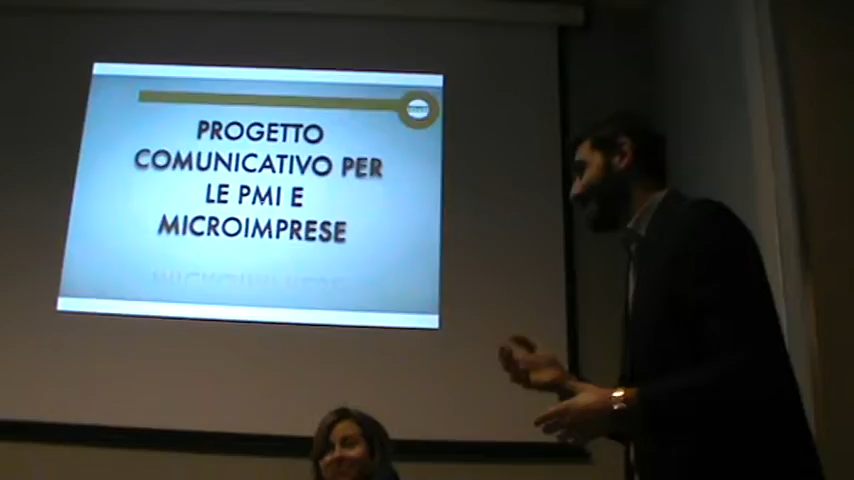 PROGETTO
COMUNICATIVO PER
LE PMI E
MICROIMPRESE